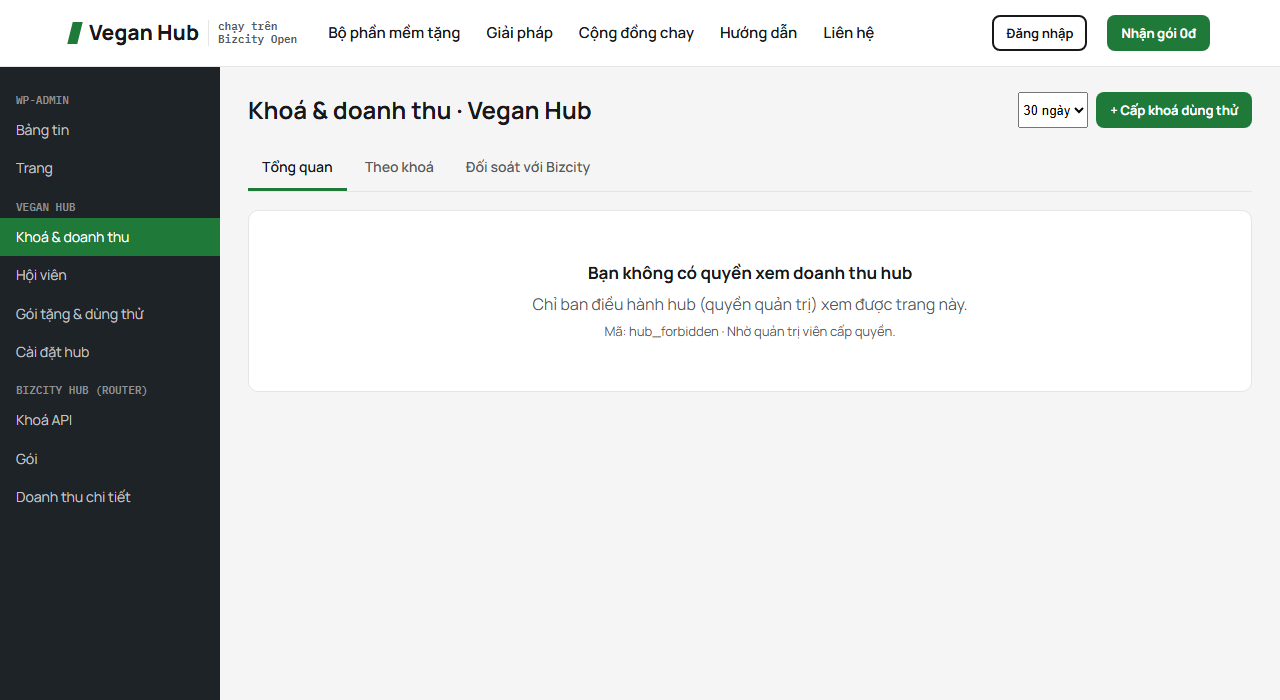 Vegan Hub
chạy trên
Bizcity Open
Bộ phần mềm tặng
Giải pháp
Cộng đồng chay
Hướng dẫn
Liên hệ
Đăng nhập
Nhận gói 0đ
WP-ADMIN
Bảng tin
Trang
VEGAN HUB
Khoá & doanh thu
Hội viên
Gói tặng & dùng thử
Cài đặt hub
BIZCITY HUB (ROUTER)
Khoá API
Gói
Doanh thu chi tiết
Khoá & doanh thu · Vegan Hub
30 ngày
+ Cấp khoá dùng thử
Tổng quan
Theo khoá
Đối soát với Bizcity
Bạn không có quyền xem doanh thu hub
Chỉ ban điều hành hub (quyền quản trị) xem được trang này.
Mã: hub_forbidden · Nhờ quản trị viên cấp quyền.